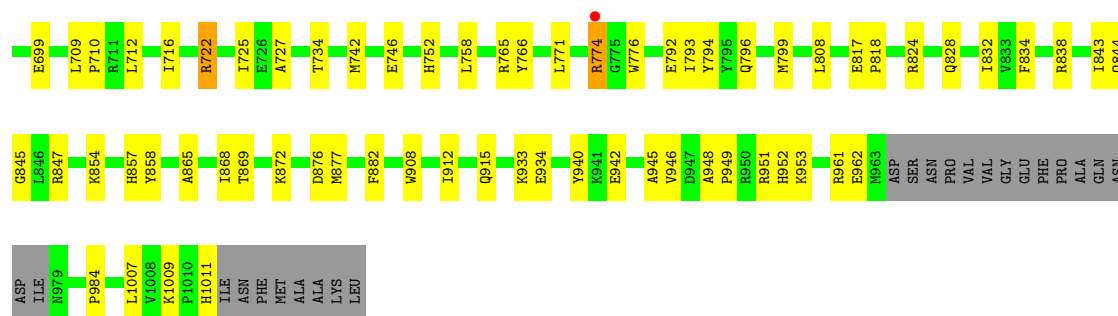 E699 L709 P710 R711 L712 I716 R722 I725 E726 A727 T734 M742 E746 H752 L758 R765 Y766 L771 R774 G775 W776 E792 I793 Y794 Y795 Q796 M799 L808 E817 P818 R824 Q828 I832 V833 F834 R838 I843
G845 L846 R847 K854 H857 Y858 A865 I868 T869 K872 D876 M877 F882 W908 I912 Q915 K933 E934 Y940 K941 E942 A945 V946 D947 A948 P949 R950 R951 H952 K953 R961 E962 M963 ASP SER ASN PRO VAL VAL GLY GLU PHE PRO ALA GLN ASN
ASP ILE N979 P984 L1007 V1008 K1009 P1010 H1011 ILE ASN PHE MET ALA ALA LYS LEU